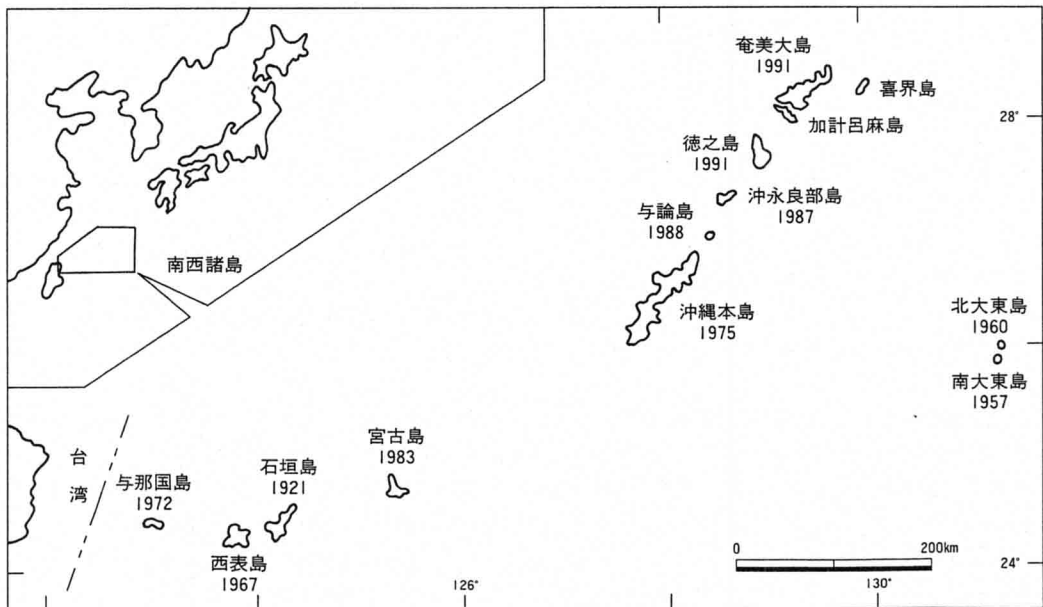 奄美大島
1991
喜界島
28°
加計呂麻島
徳之島
1991
沖永良部島
1987
与論島
1988
南西諸島
沖縄本島
1975
北大東島
1960
南大東島
1957
台湾
宮古島
1983
石垣島
1921
与那国島
1972
西表島
1967
0 200km
126°
130°
24°